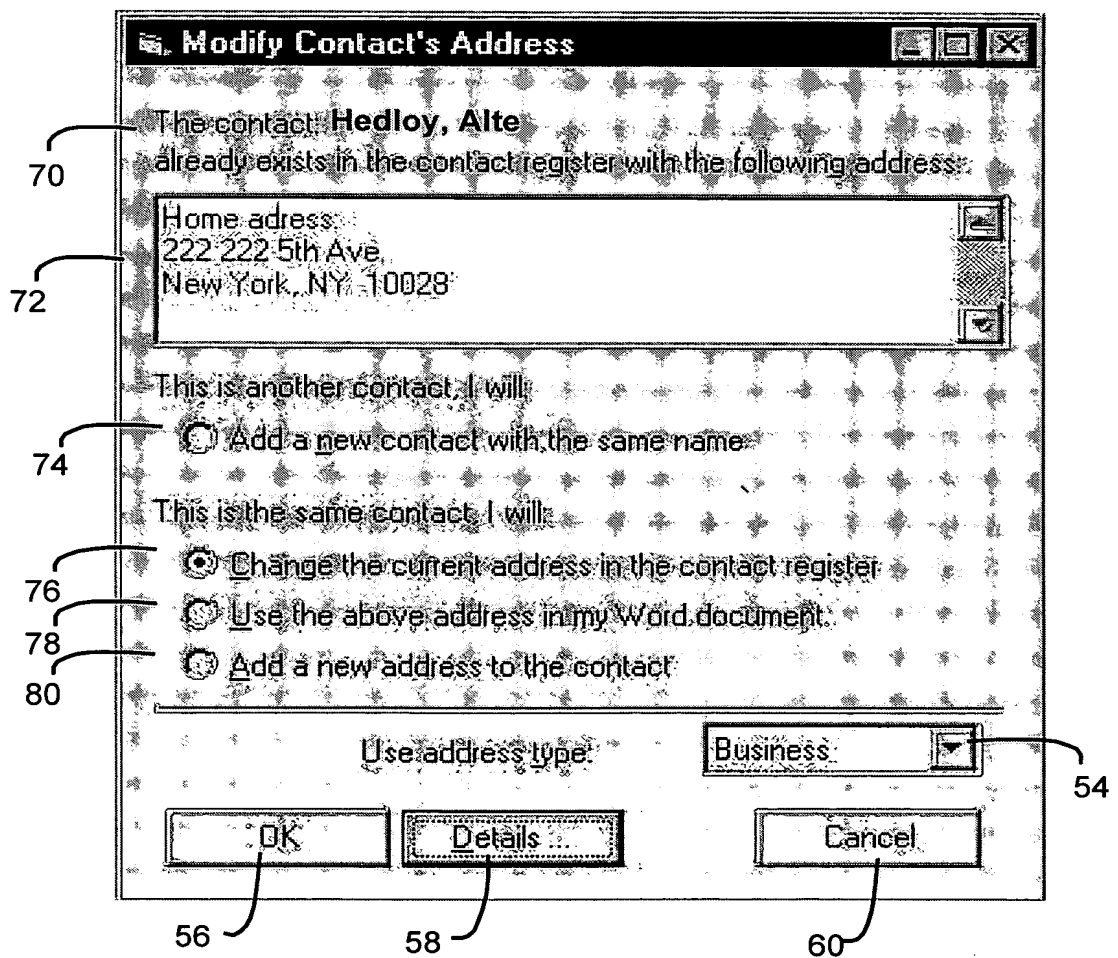 Modify Contact's Address
The contact: Hedloy, Alte
already exists in the contact register with the following address:
70
Home adress:
222 222 5th Ave.
New York, NY 10028
72
This is another contact, I will:
Add a new contact with the same name
74
This is the same contact, I will:
Change the current address in the contact register
76
Use the above address in my Word document.
78
Add a new address to the contact
80
Use address type:
Business
54
OK
Details ...
Cancel
56
58
60